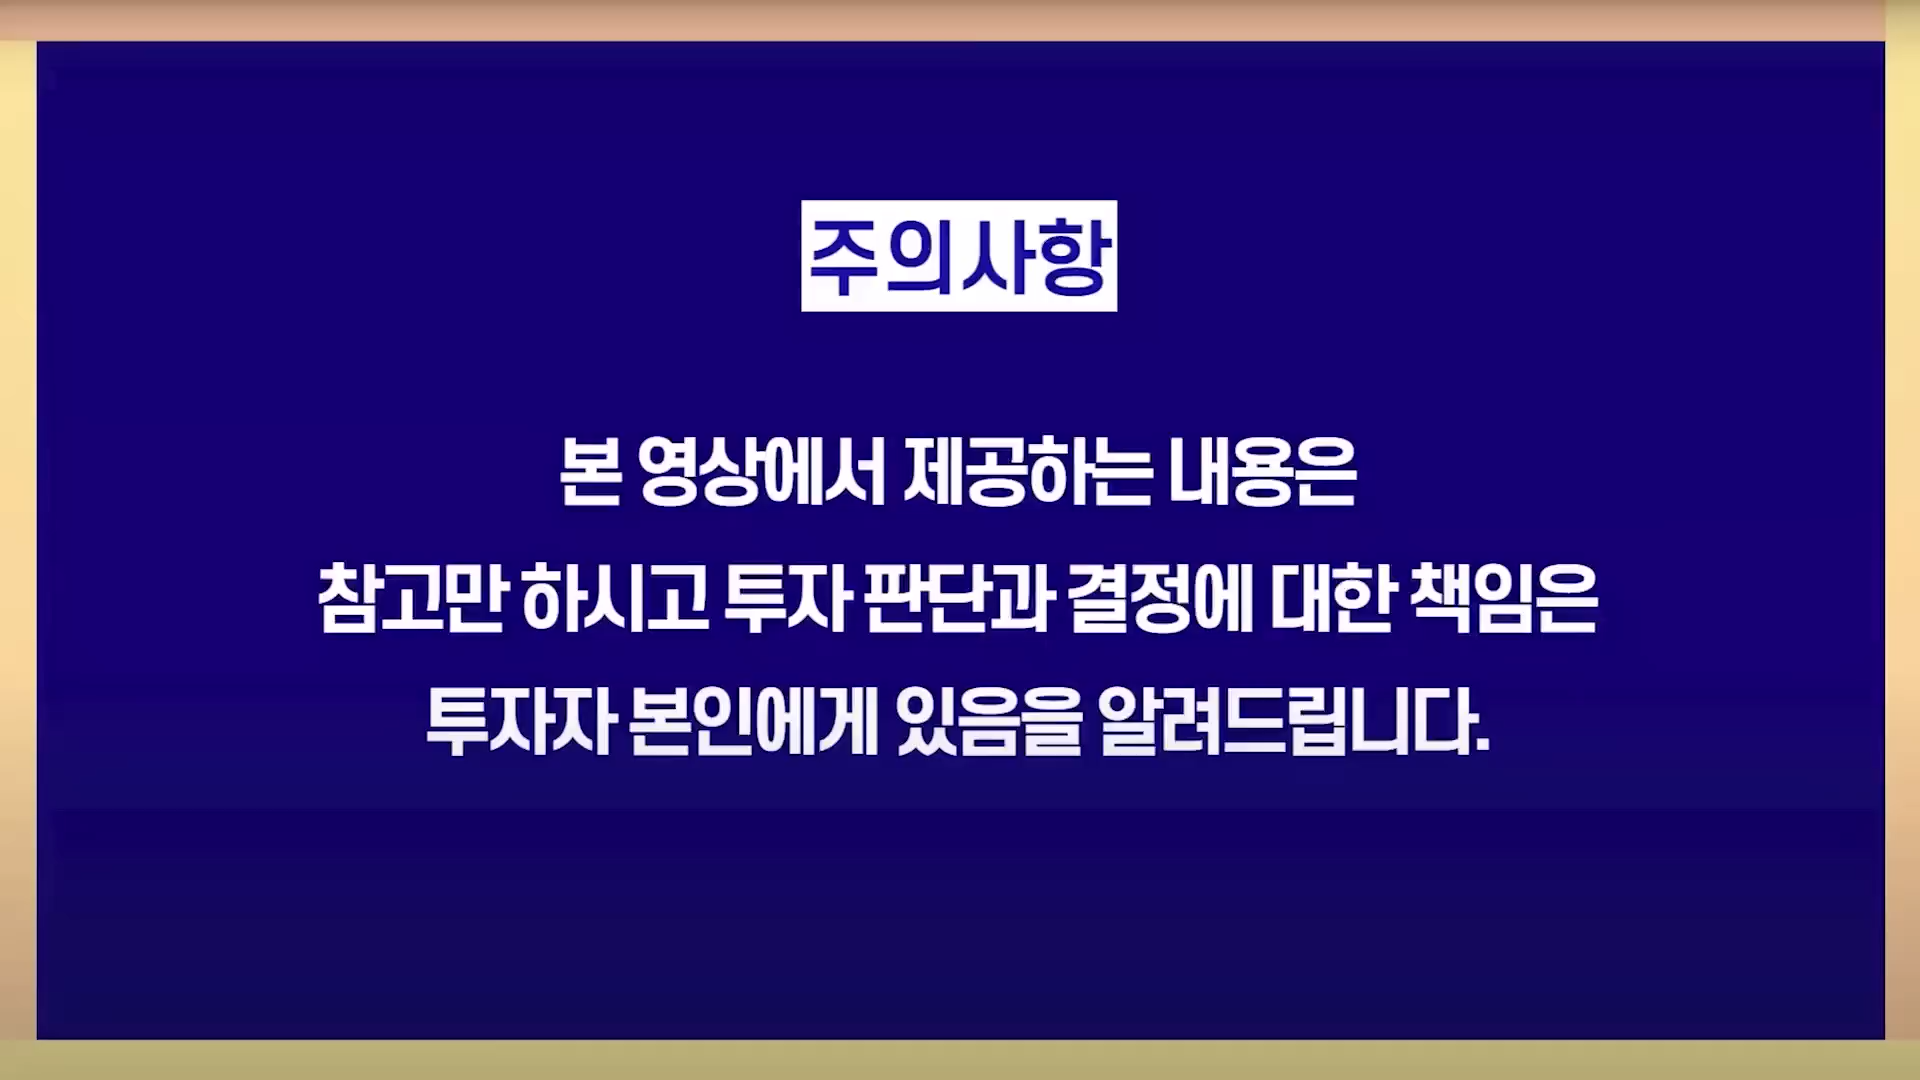 주의사항
본 영상에서 제공하는 내용은
참고만 하시고 투자 판단과 결정에 대한 책임은
투자자 본인에게 있음을 알려드립니다.